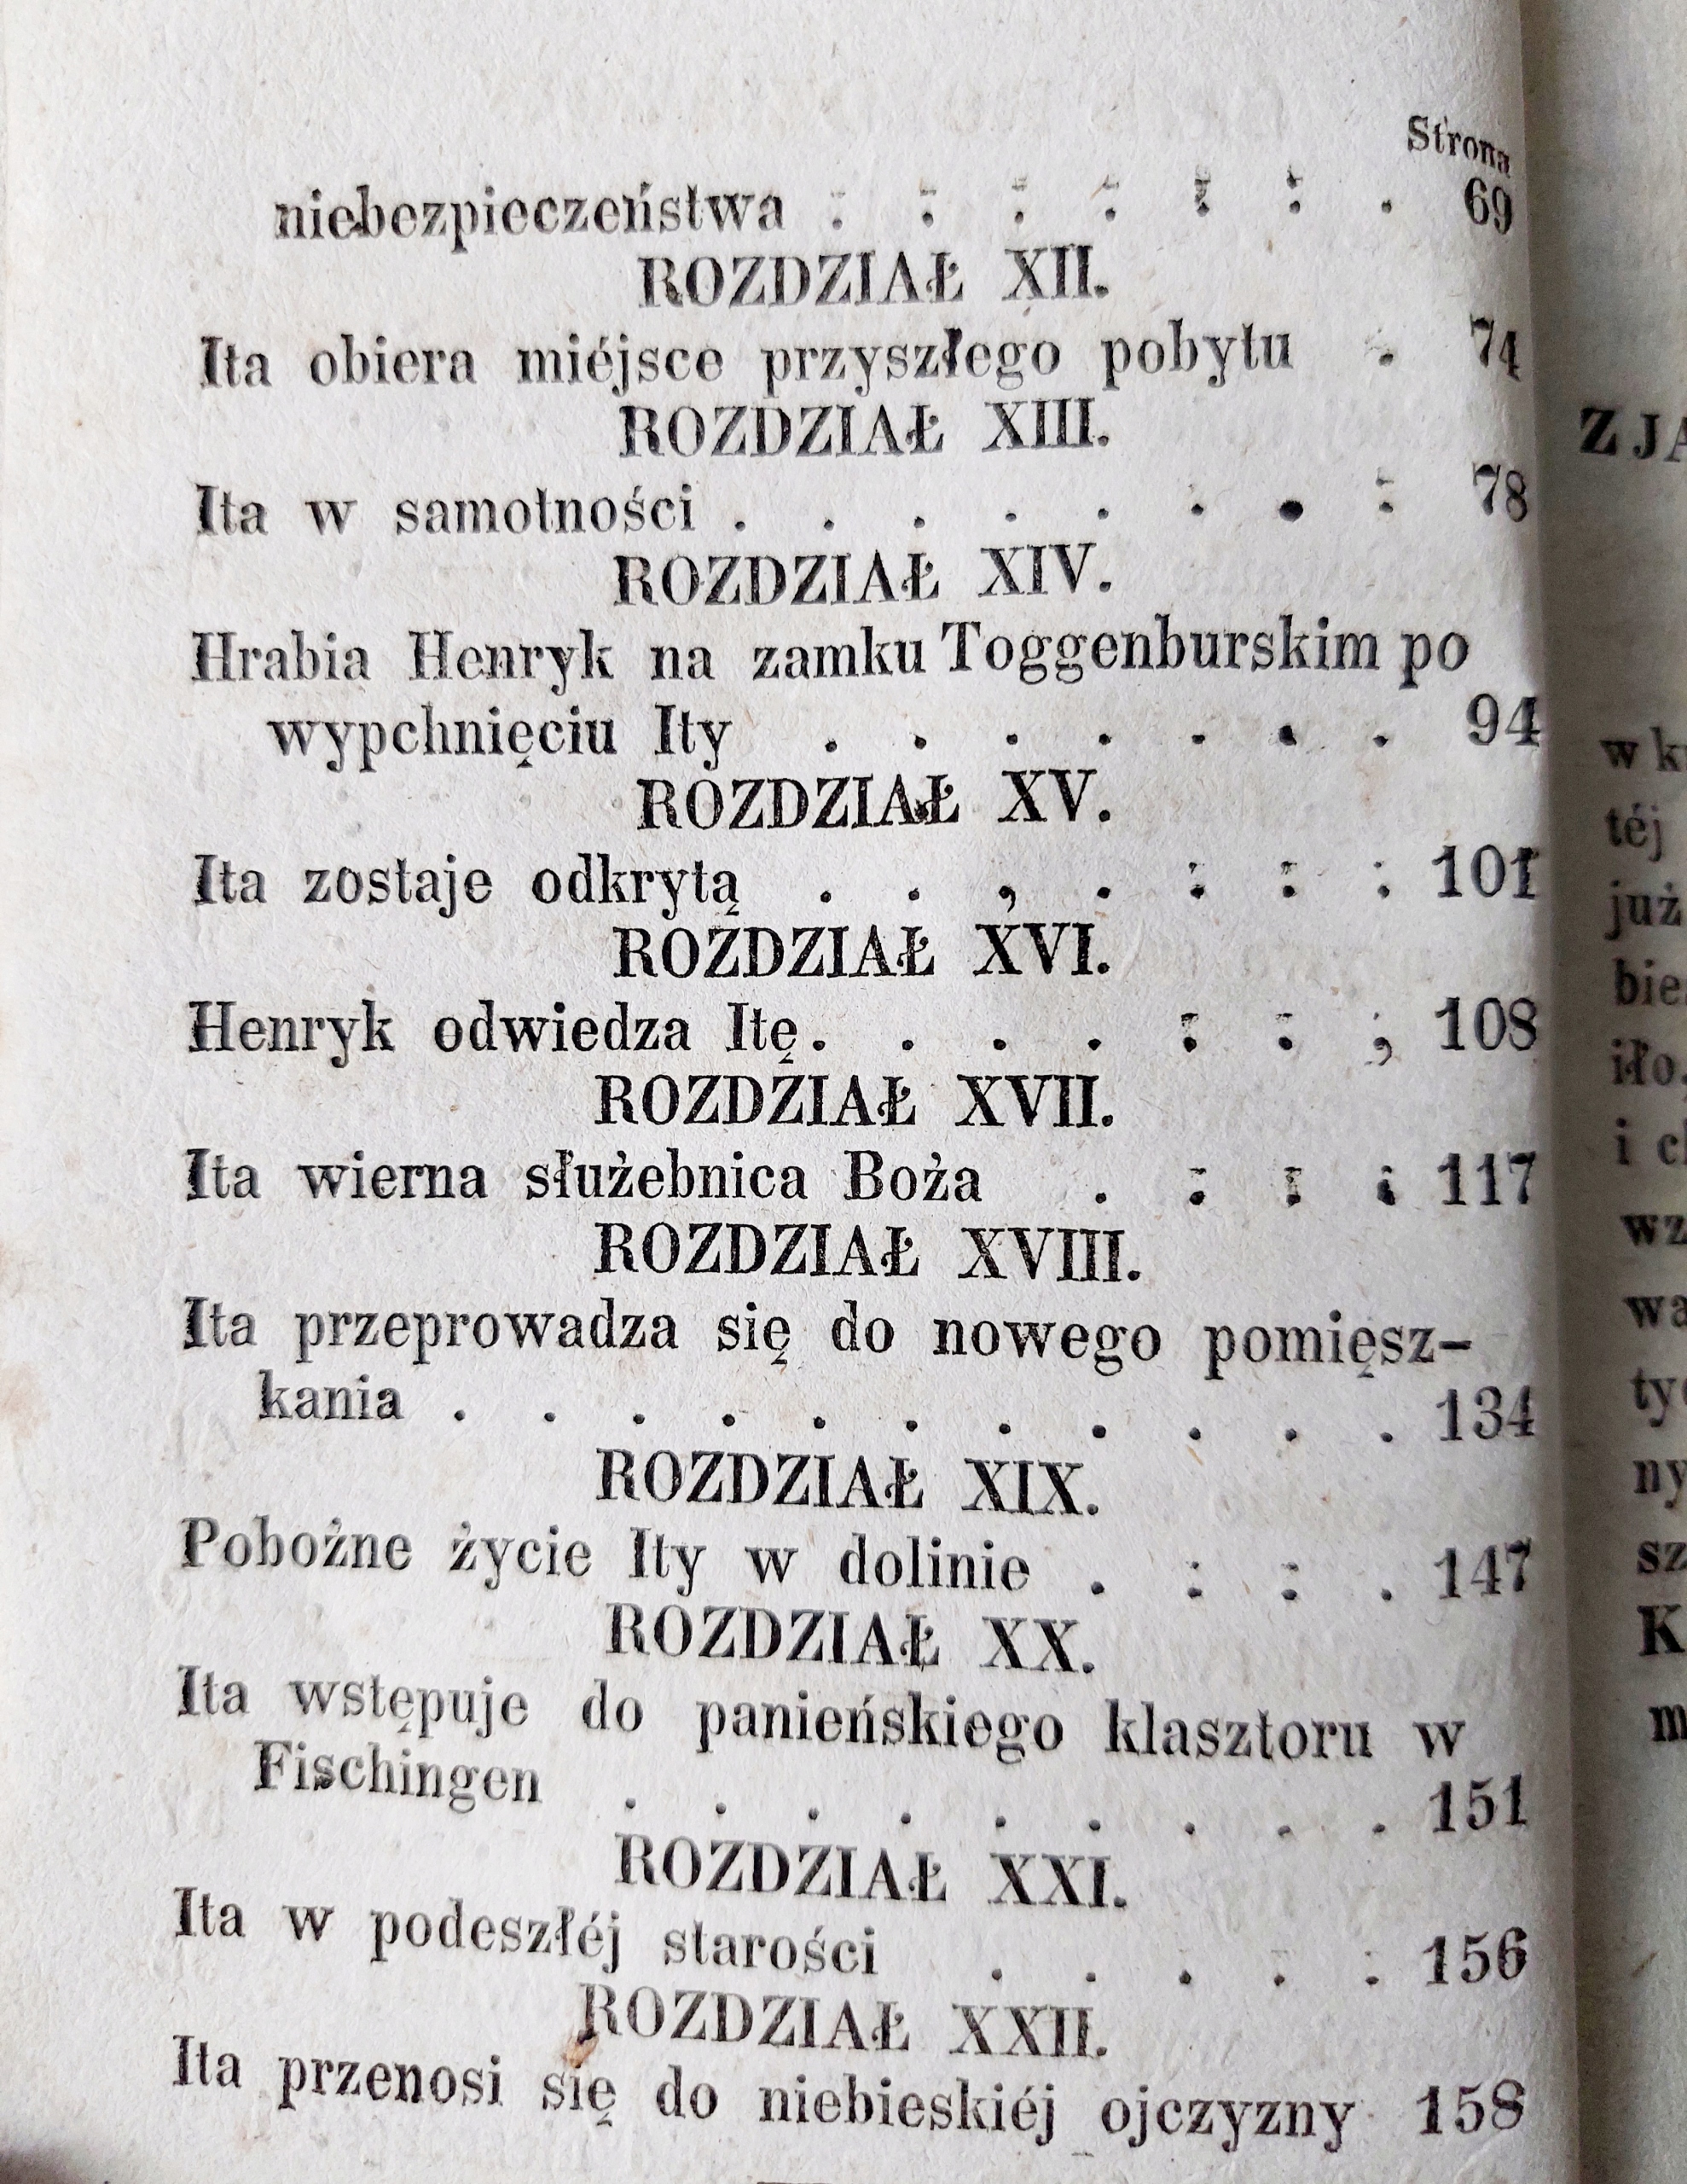 Strona
niebezpieczeństwa . . . . . . . 69
ROZDZIAŁ XII.
Ita obiera miéjsce przyszłego pobytu . 74
ROZDZIAŁ XIII.
Ita w samotności . . . . . . . . 78
ROZDZIAŁ XIV.
Hrabia Henryk na zamku Toggenburskim po
wypchnięciu Ity . . . . . . . 94
ROZDZIAŁ XV.
Ita zostaje odkrytą . . , . : : : 101
ROZDZIAŁ XVI.
Henryk odwiedza Itę. . . . : : ; 108
ROZDZIAŁ XVII.
Ita wierna służebnica Boża . : : : 117
ROZDZIAŁ XVIII.
Ita przeprowadza się do nowego pomięsz-
kania . . . . . . . . . . . 134
ROZDZIAŁ XIX.
Pobożne życie Ity w dolinie . : : . 147
ROZDZIAŁ XX.
Ita wstępuje do panieńskiego klasztoru w
Fischingen . . . . . . . . . 151
ROZDZIAŁ XXI.
Ita w podeszłéj starości . . . . : 156
ROZDZIAŁ XXII.
Ita przenosi się do niebieskiéj ojczyzny 158
ZJA
w k
téj
już
bie
iło
i c
wz
wa
ty
ny
sz
K
m